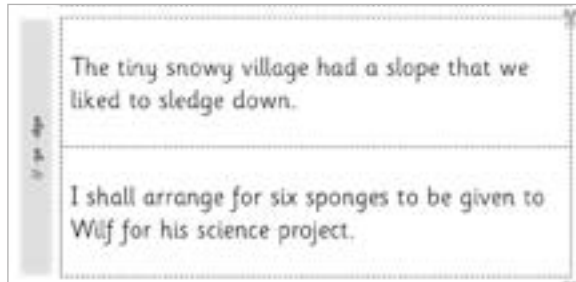 The tiny snowy village had a slope that we
liked to sledge down.
I shall arrange for six sponges to be given to
Wilf for his science project.